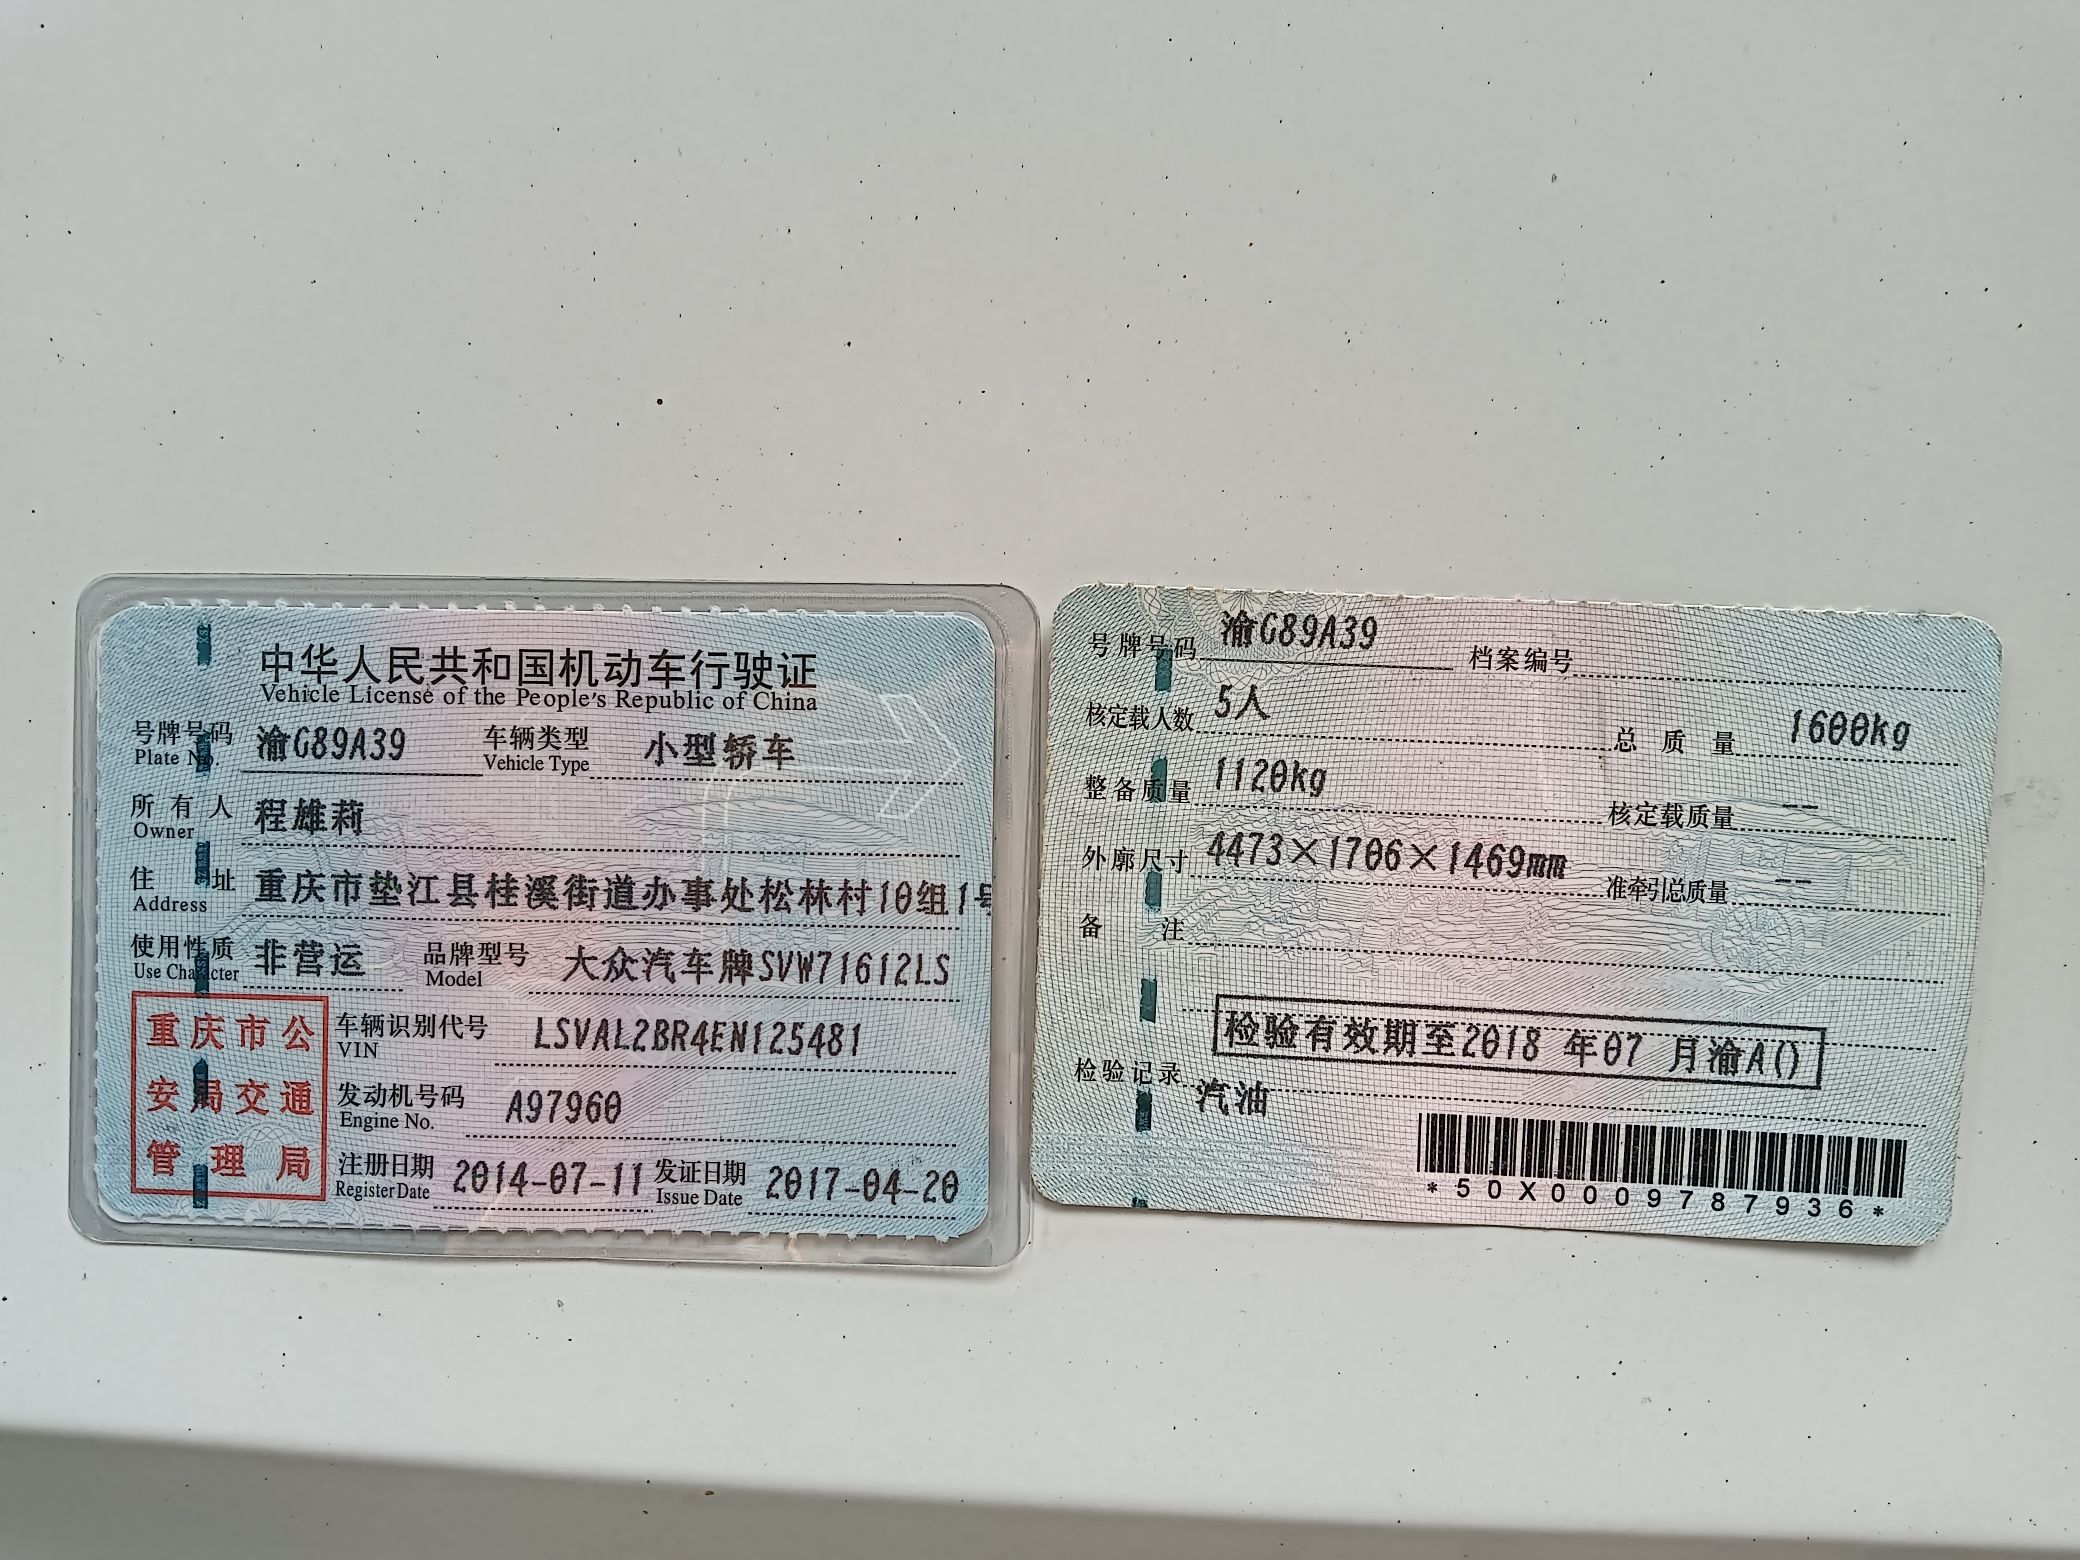 中华人民共和国机动车行驶证
Vehicle License of the People's Republic of China
号牌号码 渝G89A39 车辆类型 小型轿车
Plate No. Vehicle Type
所有人 程雄莉
Owner
住址 重庆市垫江县桂溪街道办事处松林村10组1号
Address
使用性质 非营运 品牌型号 大众汽车牌SVW71612LS
Use Character Model
重庆市公
安局交通
管理局
车辆识别代号 LSVAL2BR4EN125481
VIN
发动机号码 A97960
Engine No.
注册日期 2014-07-11 发证日期 2017-04-20
Register Date Issue Date
号牌号码 渝G89A39 档案编号
核定载人数 5人 总质量 1600kg
整备质量 1120kg 核定载质量 --
外廓尺寸 4473×1706×1469mm 准牵引总质量 --
备注
检验有效期至2018 年07 月渝A()
检验记录
汽油
*50X0009787936*